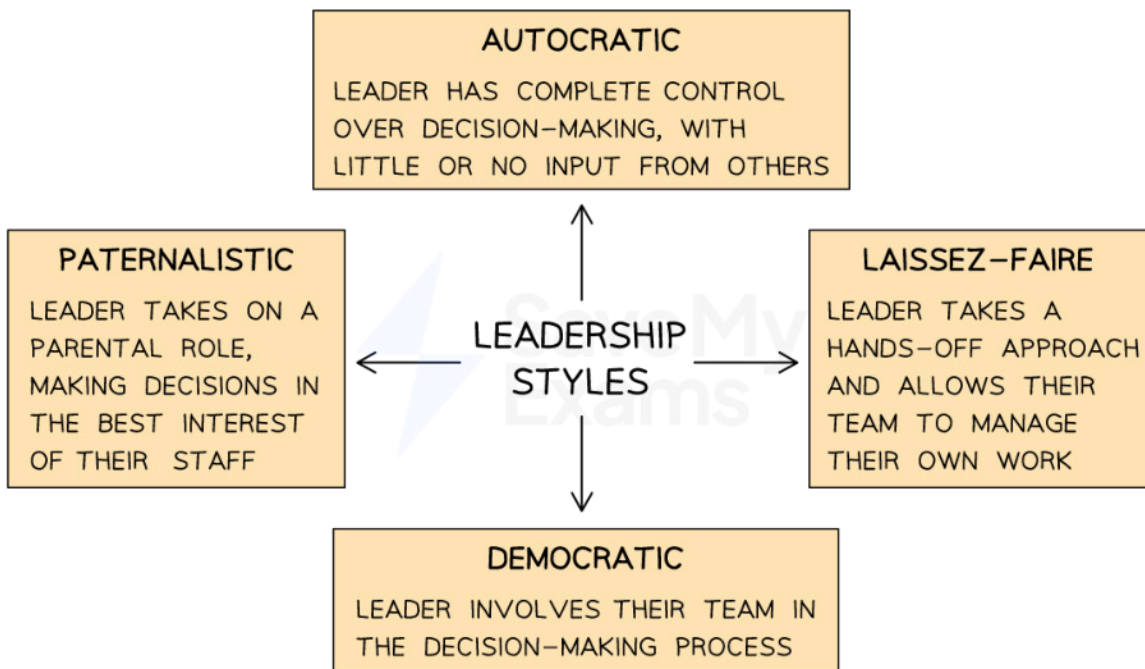 AUTOCRATIC
LEADER HAS COMPLETE CONTROL
OVER DECISION-MAKING, WITH
LITTLE OR NO INPUT FROM OTHERS
PATERNALISTIC
LEADER TAKES ON A
PARENTAL ROLE,
MAKING DECISIONS IN
THE BEST INTEREST
OF THEIR STAFF
LEADERSHIP
STYLES
SaveMy
Exams
LAISSEZ-FAIRE
LEADER TAKES A
HANDS-OFF APPROACH
AND ALLOWS THEIR
TEAM TO MANAGE
THEIR OWN WORK
DEMOCRATIC
LEADER INVOLVES THEIR TEAM IN
THE DECISION-MAKING PROCESS